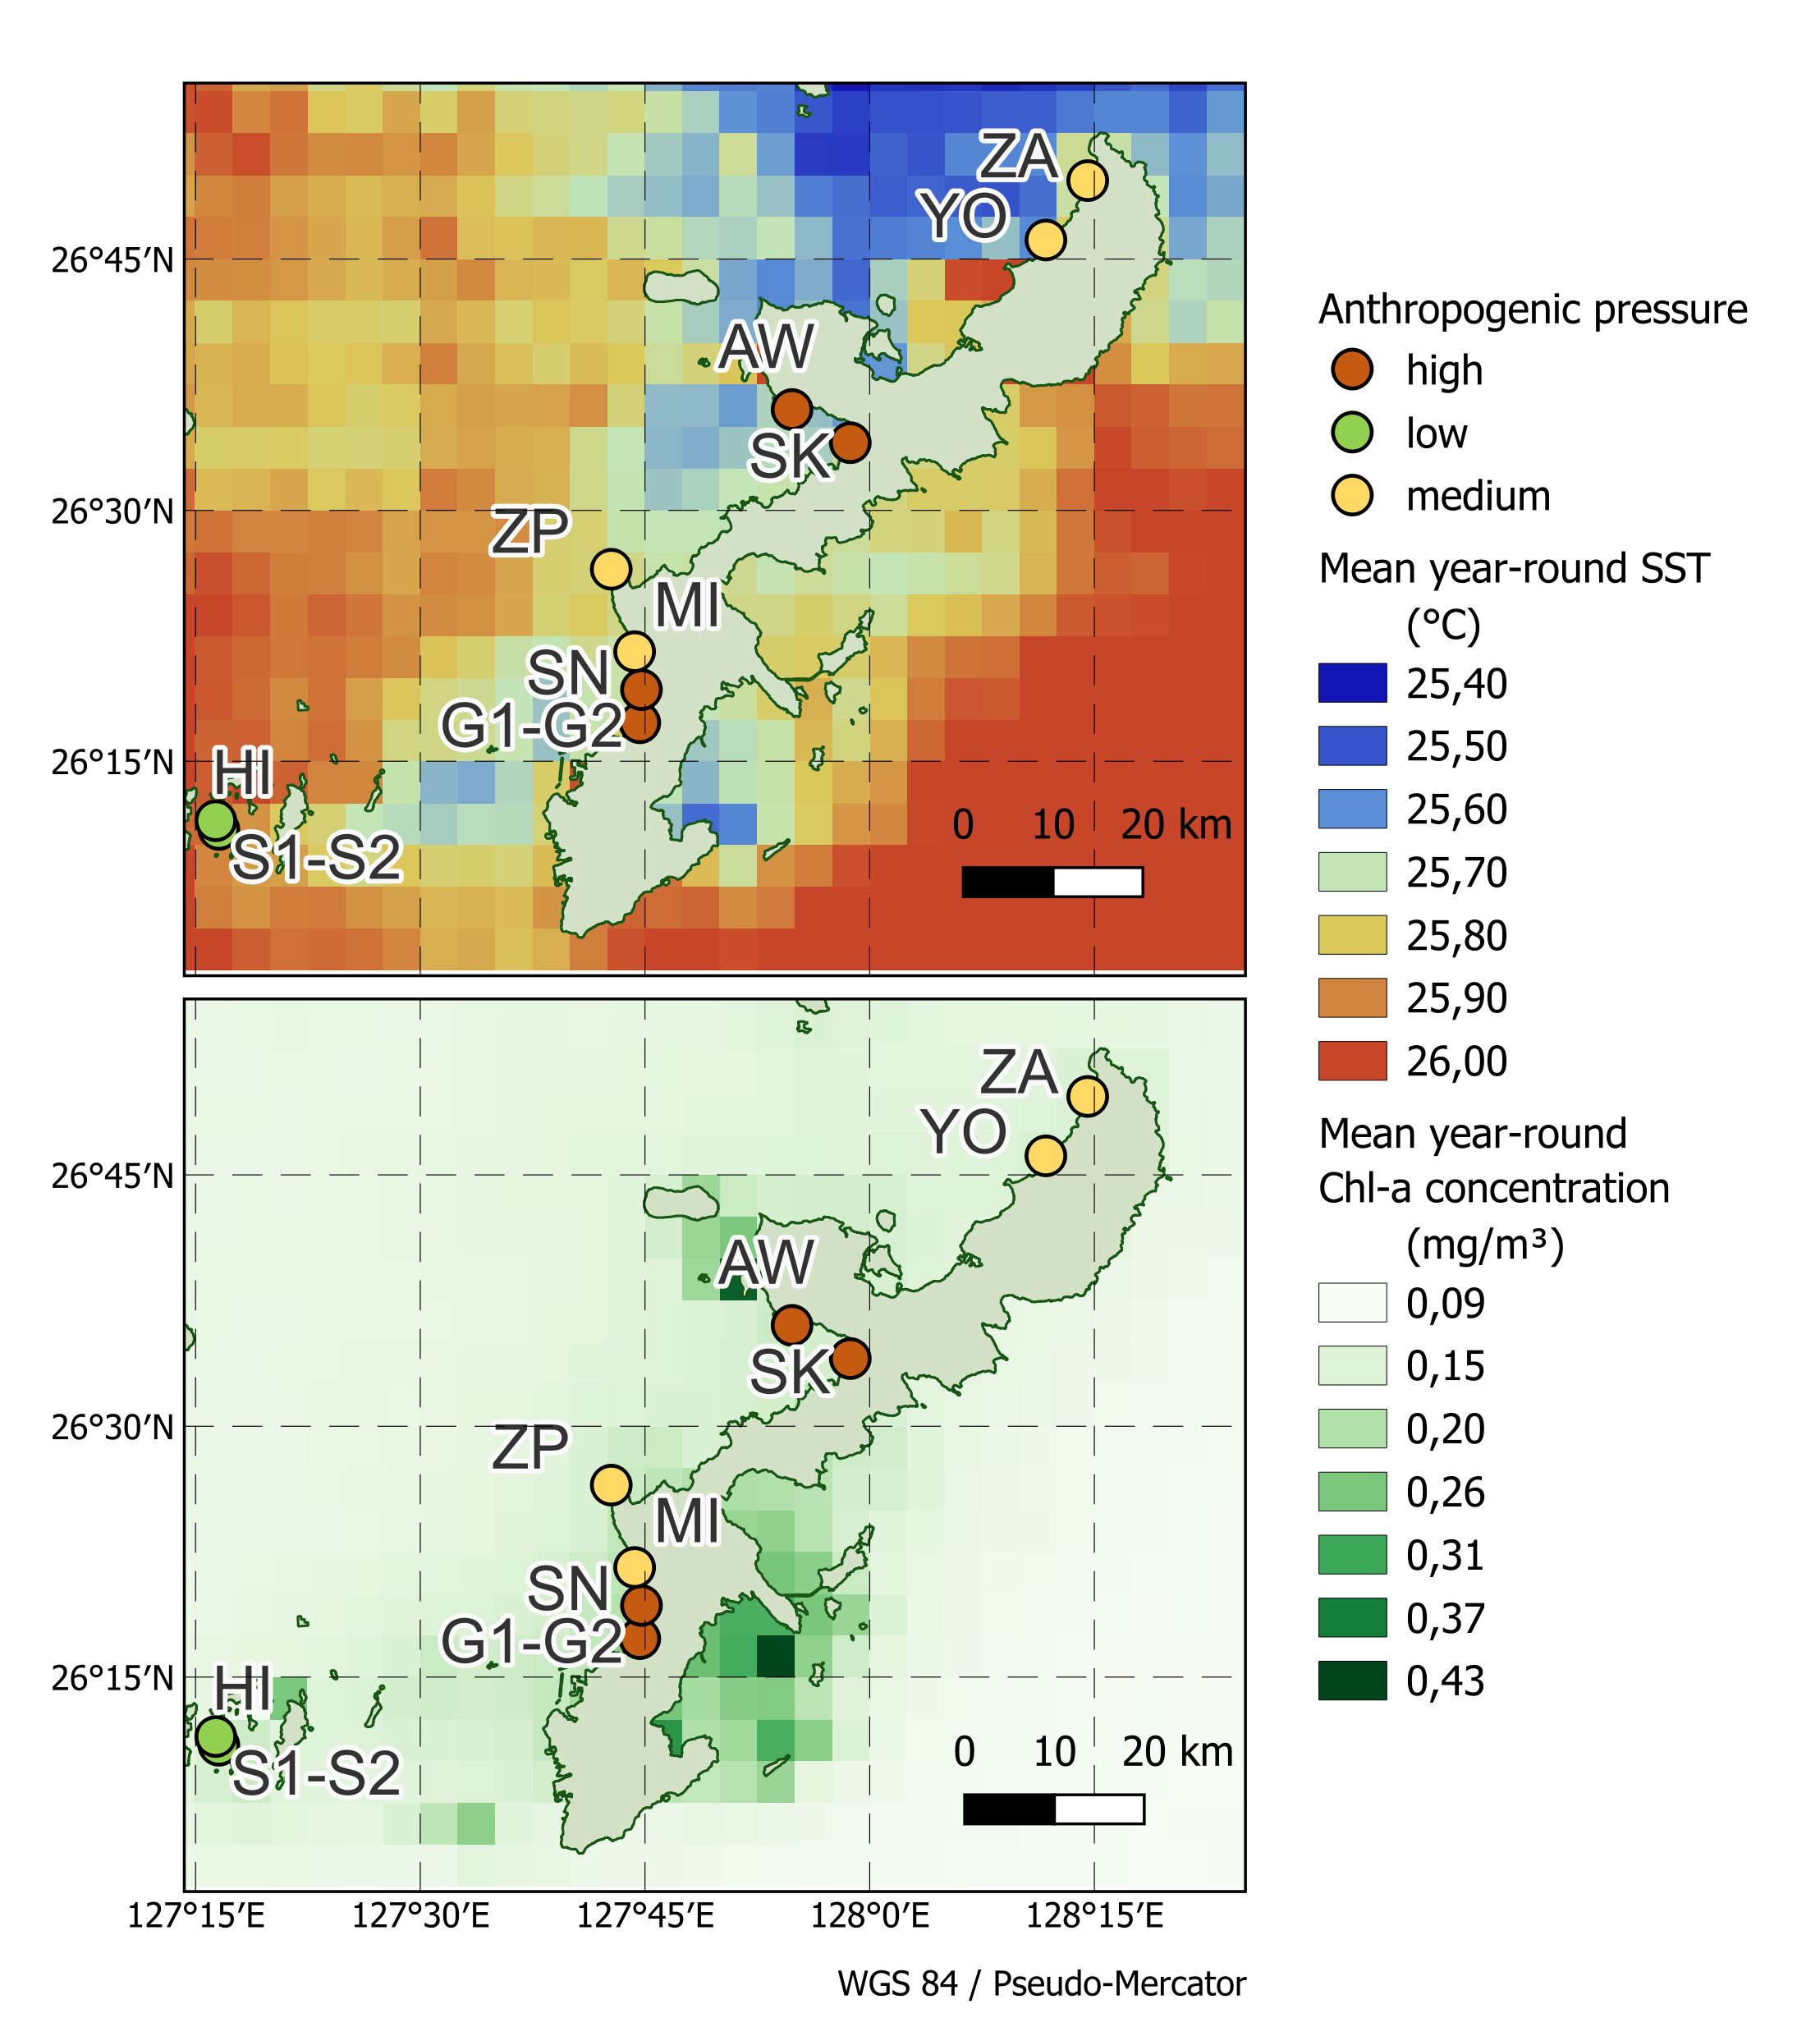 ZA
YO
26°45′N
AW
SK
26°30′N
ZP
MI
SN
G1-G2
26°15′N
HI
S1-S2
0 10 20 km
Anthropogenic pressure
high
low
medium
Mean year-round SST
(°C)
25,40
25,50
25,60
25,70
25,80
25,90
26,00
Mean year-round
Chl-a concentration
(mg/m³)
0,09
0,15
0,20
0,26
0,31
0,37
0,43
ZA
YO
26°45′N
AW
SK
26°30′N
ZP
MI
SN
G1-G2
26°15′N
HI
S1-S2
0 10 20 km
127°15′E 127°30′E 127°45′E 128°0′E 128°15′E
WGS 84 / Pseudo-Mercator